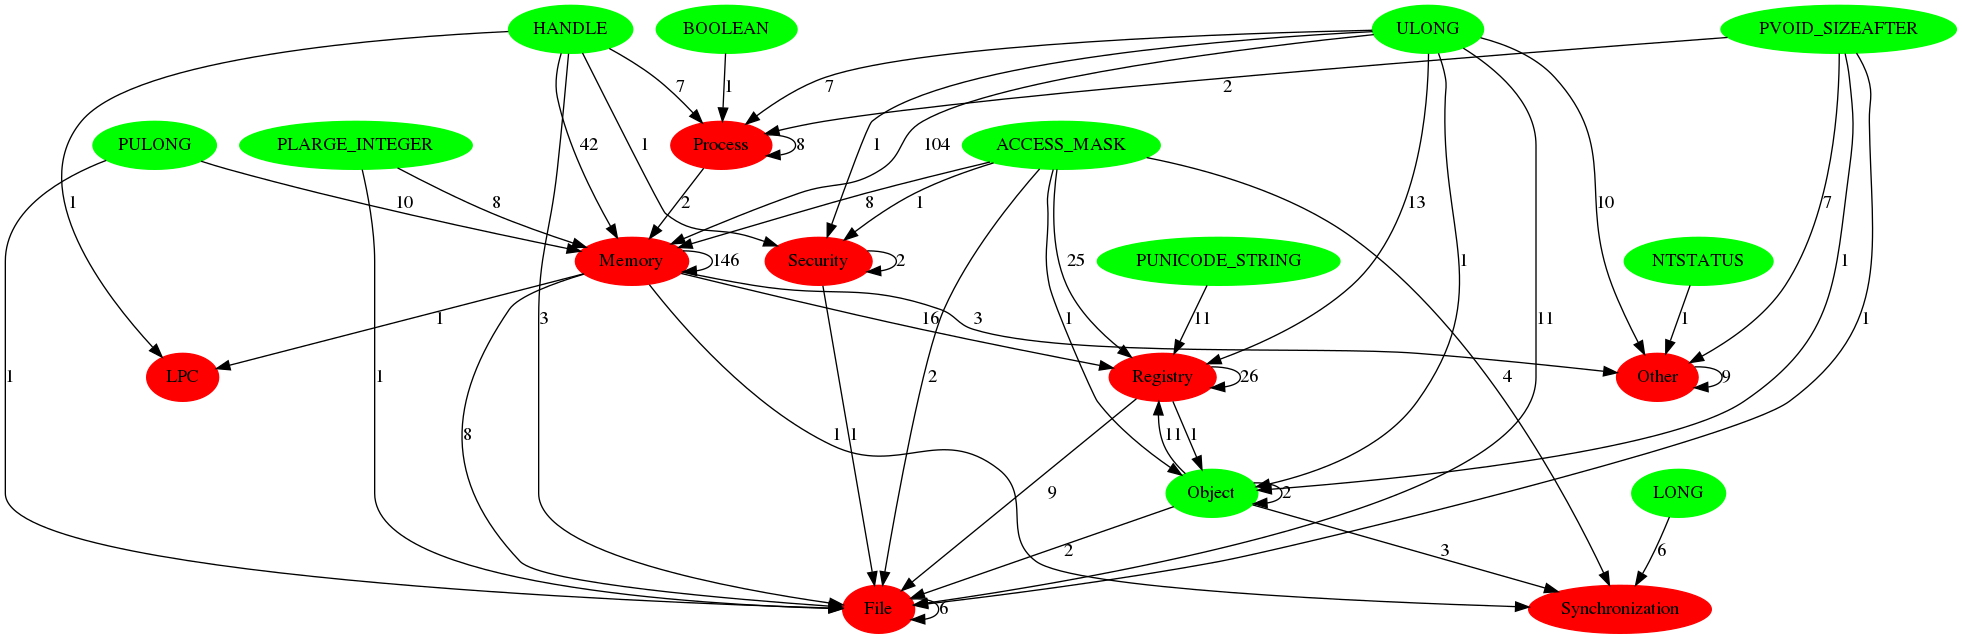 HANDLE
BOOLEAN
ULONG
PVOID_SIZEAFTER
7
1
7
2
PULONG
PLARGE_INTEGER
42
1
Process
8
1
104
ACCESS_MASK
10
7
1
10
8
2
8
1
13
1
Memory
146
Security
2
25
PUNICODE_STRING
1
NTSTATUS
1
1
3
16
3
2
1
11
11
1
1
LPC
Registry
26
4
Other
9
1
1
8
1
1
11
1
9
Object
2
LONG
2
3
6
File
6
Synchronization